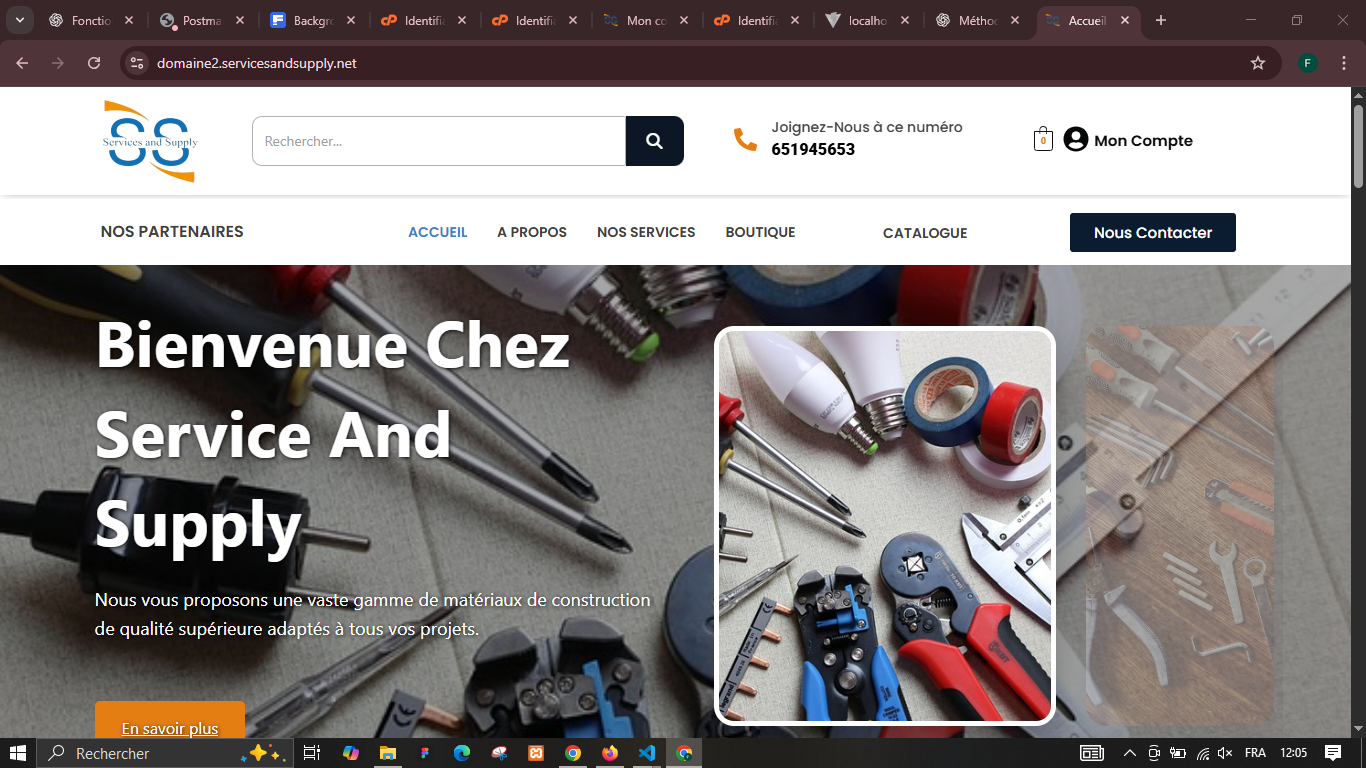 Fonctio
Postma
Backgro
Identifi
Identifi
Mon co
Identifi
localho
Méthod
Accueil
domaine2.servicesandsupply.net
F
SS
Services and Supply
Rechercher...
Joignez-Nous à ce numéro
651945653
0
Mon Compte
NOS PARTENAIRES
ACCUEIL
A PROPOS
NOS SERVICES
BOUTIQUE
CATALOGUE
Nous Contacter
Bienvenue Chez
Service And
Supply
Nous vous proposons une vaste gamme de matériaux de construction
de qualité supérieure adaptés à tous vos projets.
En savoir plus
Rechercher
FRA
12:05